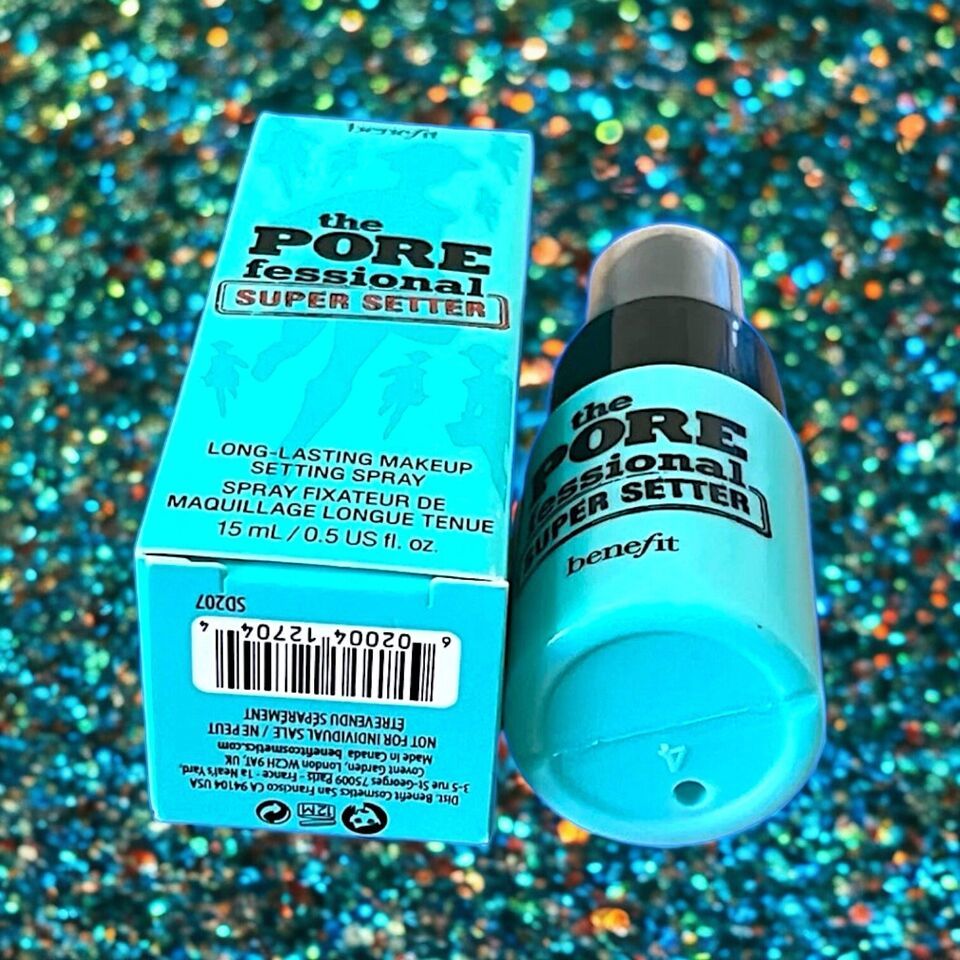 benefit
the
PORE
fessional
SUPER SETTER
LONG-LASTING MAKEUP
SETTING SPRAY
SPRAY FIXATEUR DE
MAQUILLAGE LONGUE TENUE
15 mL / 0.5 US fl. oz.
the
PORE
fessional
SUPER SETTER
benefit
4
Dist. Benefit Cosmetics San Francisco CA 94104 USA
3-5 rue St-Georges 75009 Paris - France - 1a Neal's Yard,
Covent Garden, London WC2H 9AT, UK
Made in Canada benefitcosmetics.com
NOT FOR INDIVIDUAL SALE / NE PEUT
ÊTREVENDU SÉPARÉMENT
6 02004 12704 4
SD207
12M